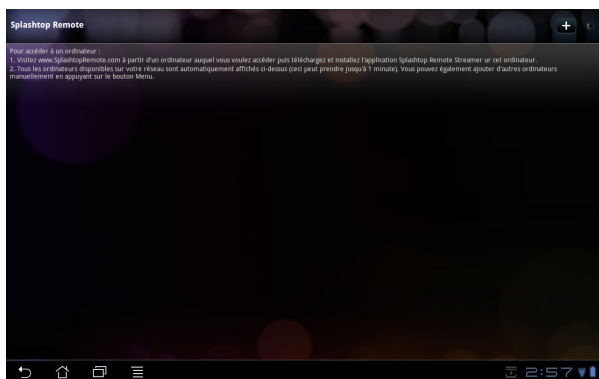 Splashtop Remote
Pour accéder à un ordinateur :
1. Visitez www.SplashtopRemote.com à partir d'un ordinateur auquel vous voulez accéder puis téléchargez et installez l'application Splashtop Remote Streamer ur cet ordinateur.
2. Tous les ordinateurs disponibles sur votre réseau sont automatiquement affichés ci-dessus (ceci peut prendre jusqu'à 1 minute). Vous pouvez également ajouter d'autres ordinateurs
manuellement en appuyant sur le bouton Menu.
2:57